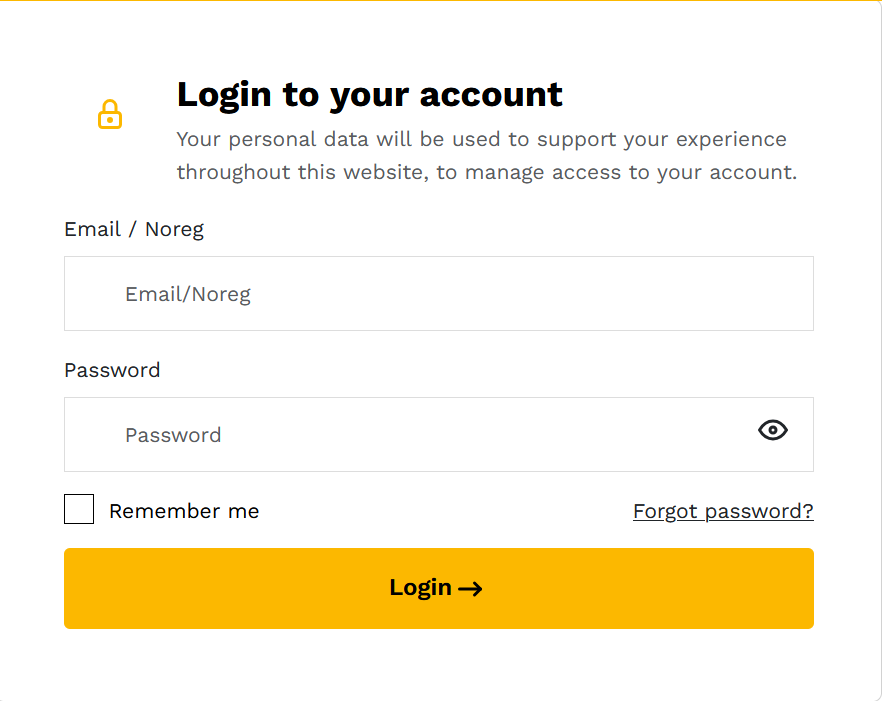 Login to your account
Your personal data will be used to support your experience
throughout this website, to manage access to your account.
Email / Noreg
Email/Noreg
Password
Password
Remember me
Forgot password?
Login